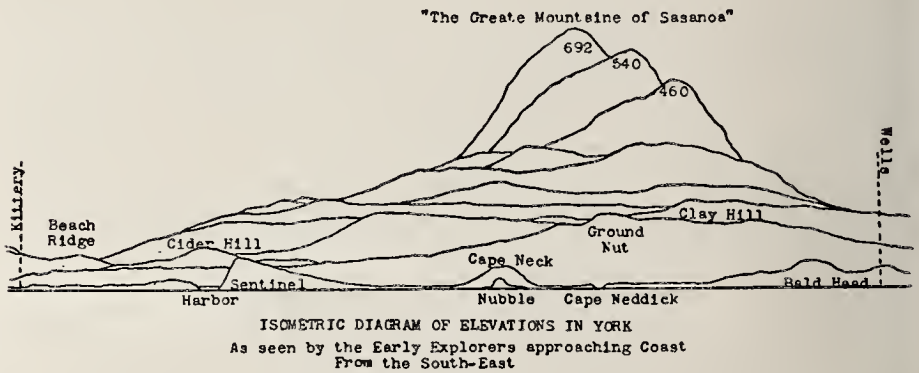 "The Greate Mountaine of Sasanoa"
692
540
460
Kittery
Wells
Beach
Ridge
Cider Hill
Clay Hill
Ground
Nut
Cape Neck
Sentinel
Bald Head
Harbor
Nubble
Cape Neddick
ISOMETRIC DIAGRAM OF ELEVATIONS IN YORK
As seen by the Early Explorers approaching Coast
From the South-East